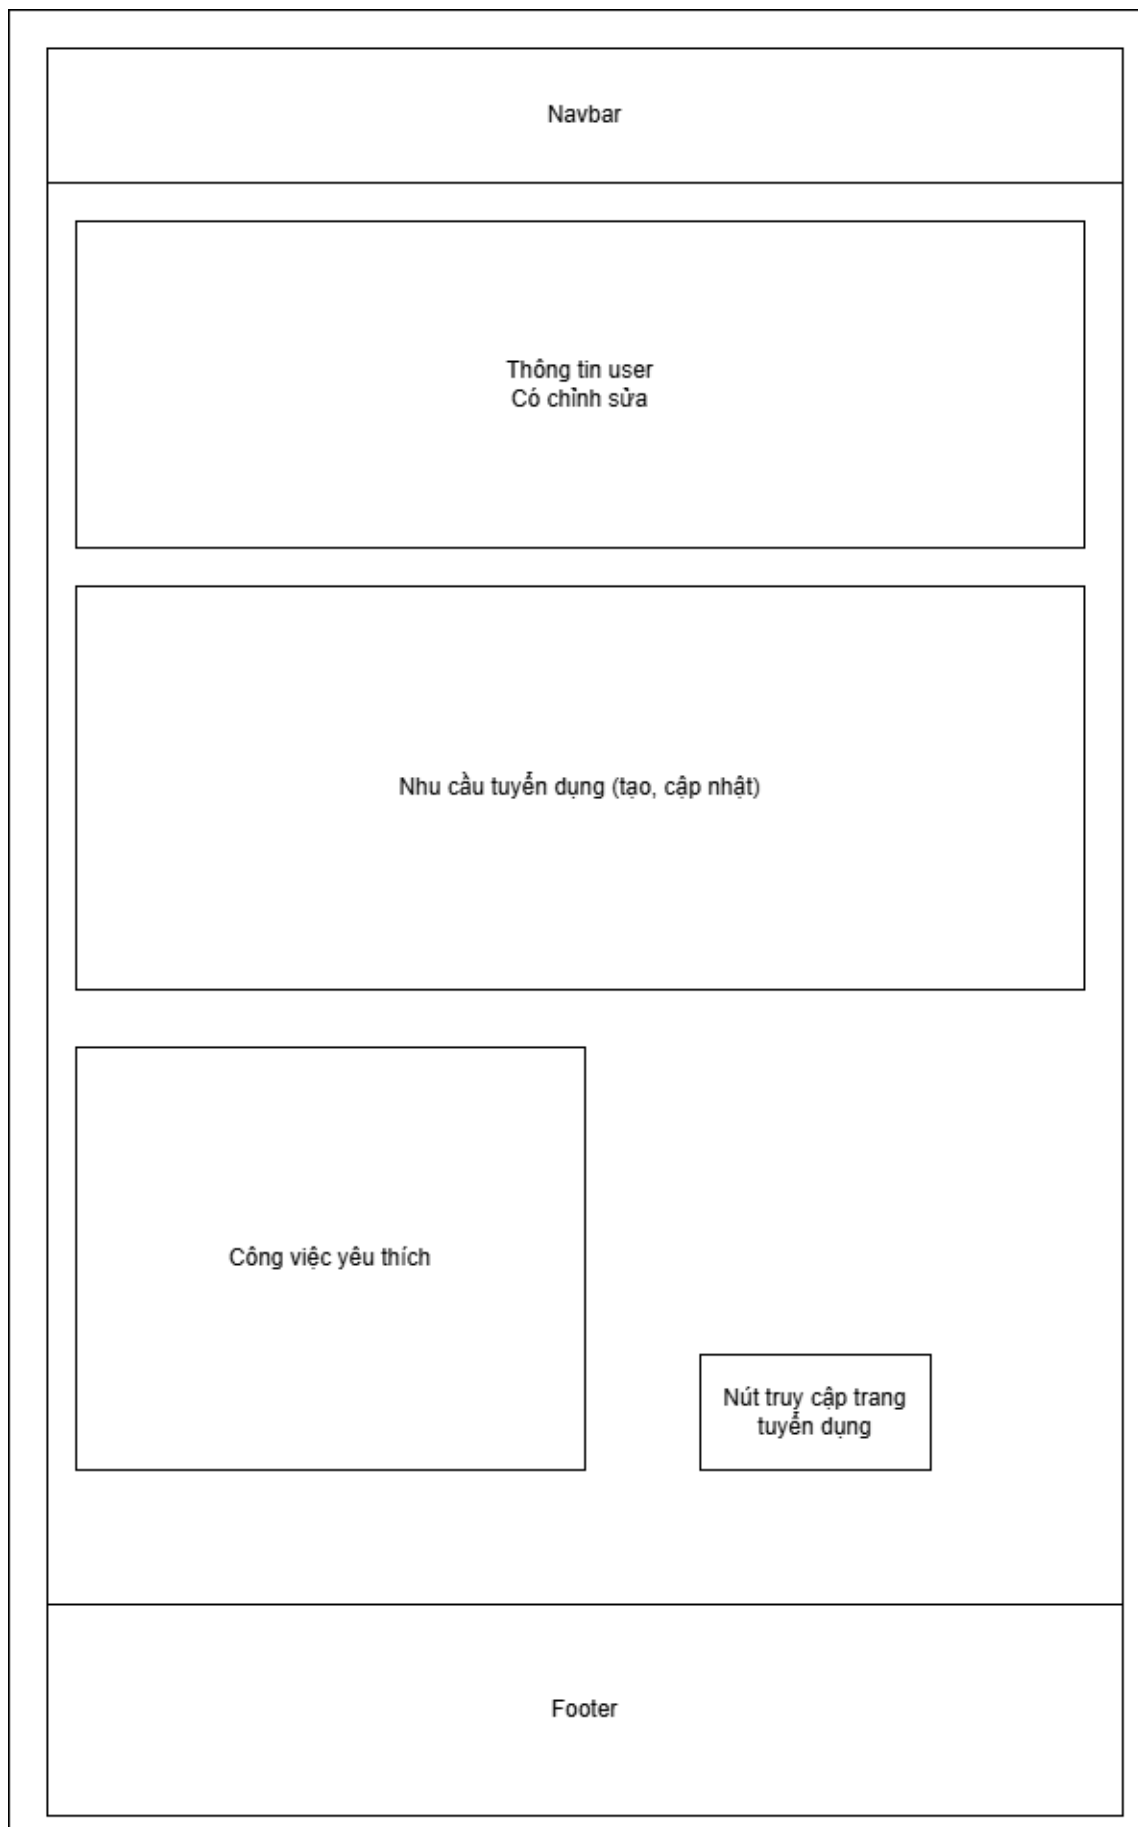 Navbar
Thông tin user
Có chỉnh sửa
Nhu cầu tuyển dụng (tạo, cập nhật)
Công việc yêu thích
Nút truy cập trang
tuyển dụng
Footer